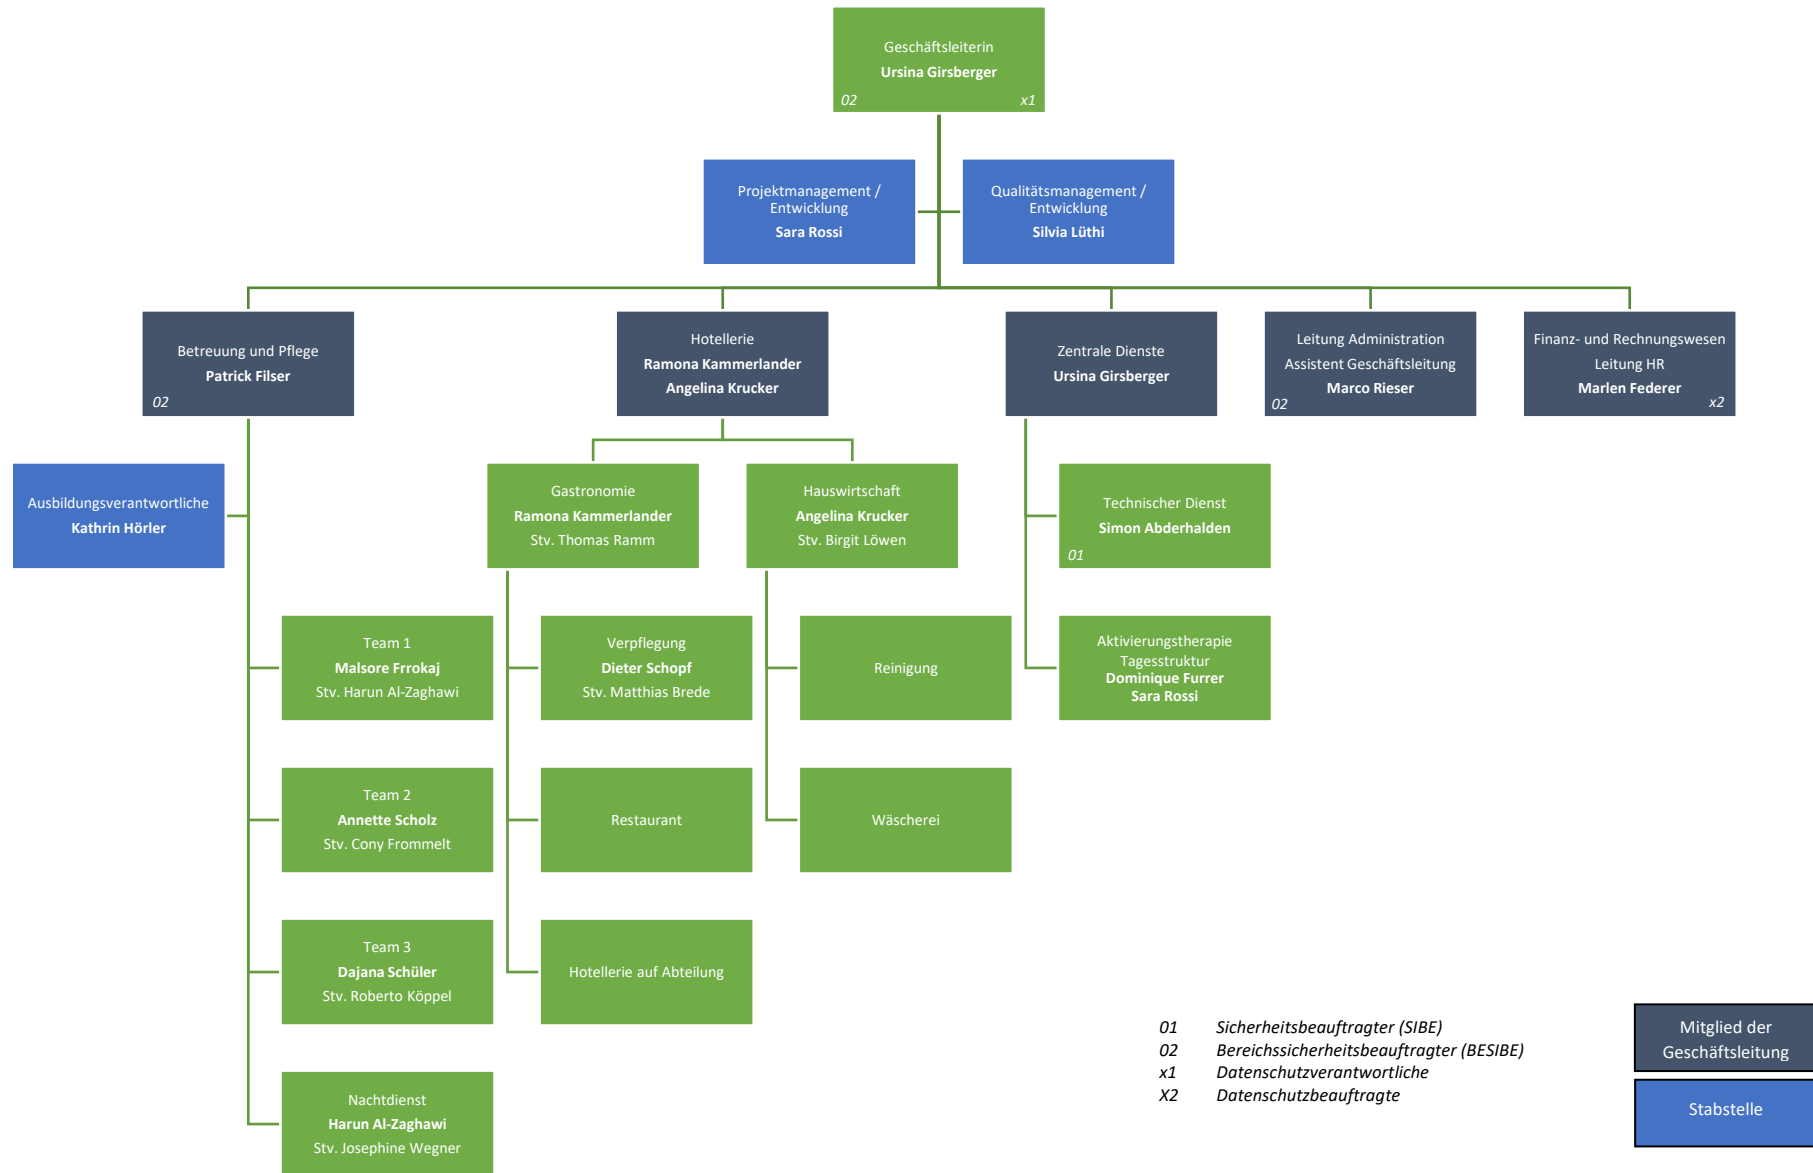 Geschäftsleiterin
Ursina Girsberger
02
x1
Projektmanagement /
Entwicklung
Sara Rossi
Qualitätsmanagement /
Entwicklung
Silvia Lüthi
Betreuung und Pflege
Patrick Filser
02
Hotellerie
Ramona Kammerlander
Angelina Krucker
Zentrale Dienste
Ursina Girsberger
Leitung Administration
Assistent Geschäftsleitung
Marco Rieser
02
Finanz- und Rechnungswesen
Leitung HR
Marlen Federer
x2
Ausbildungsverantwortliche
Kathrin Hörler
Gastronomie
Ramona Kammerlander
Stv. Thomas Ramm
Hauswirtschaft
Angelina Krucker
Stv. Birgit Löwen
Technischer Dienst
Simon Abderhalden
01
Team 1
Malsore Frrokaj
Stv. Harun Al-Zaghawi
Verpflegung
Dieter Schopf
Stv. Matthias Brede
Reinigung
Aktivierungstherapie
Tagesstruktur
Dominique Furrer
Sara Rossi
Team 2
Annette Scholz
Stv. Cony Frommelt
Restaurant
Wäscherei
Team 3
Dajana Schüler
Stv. Roberto Köppel
Hotellerie auf Abteilung
Nachtdienst
Harun Al-Zaghawi
Stv. Josephine Wegner
01 Sicherheitsbeauftragter (SIBE)
02 Bereichssicherheitsbeauftragter (BESIBE)
x1 Datenschutzverantwortliche
X2 Datenschutzbeauftragte
Mitglied der
Geschäftsleitung
Stabstelle